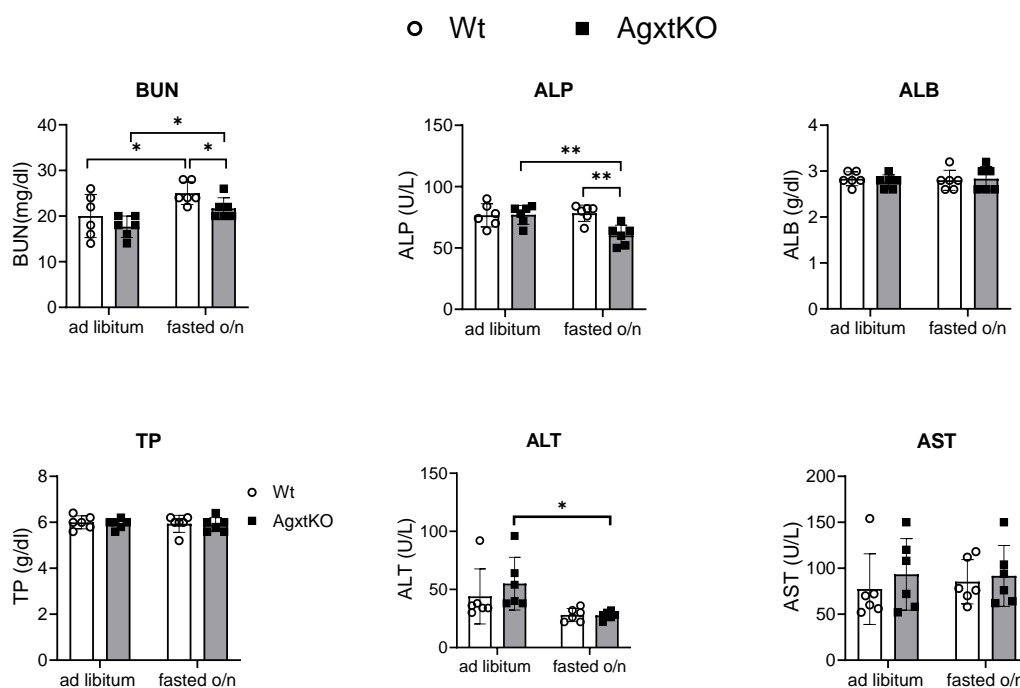 Wt AgxtKO
BUN
BUN(mg/dl)
40
30
20
10
0
*
*
*
ad libitum fasted o/n
ALP
ALP (U/L)
150
100
50
0
**
**
ad libitum fasted o/n
ALB
ALB (g/dl)
4
3
2
1
0
ad libitum fasted o/n
TP
TP (g/dl)
8
6
4
2
0
ad libitum fasted o/n
Wt
AgxtKO
ALT
ALT (U/L)
150
100
50
0
*
ad libitum fasted o/n
AST
AST (U/L)
200
150
100
50
0
ad libitum fasted o/n